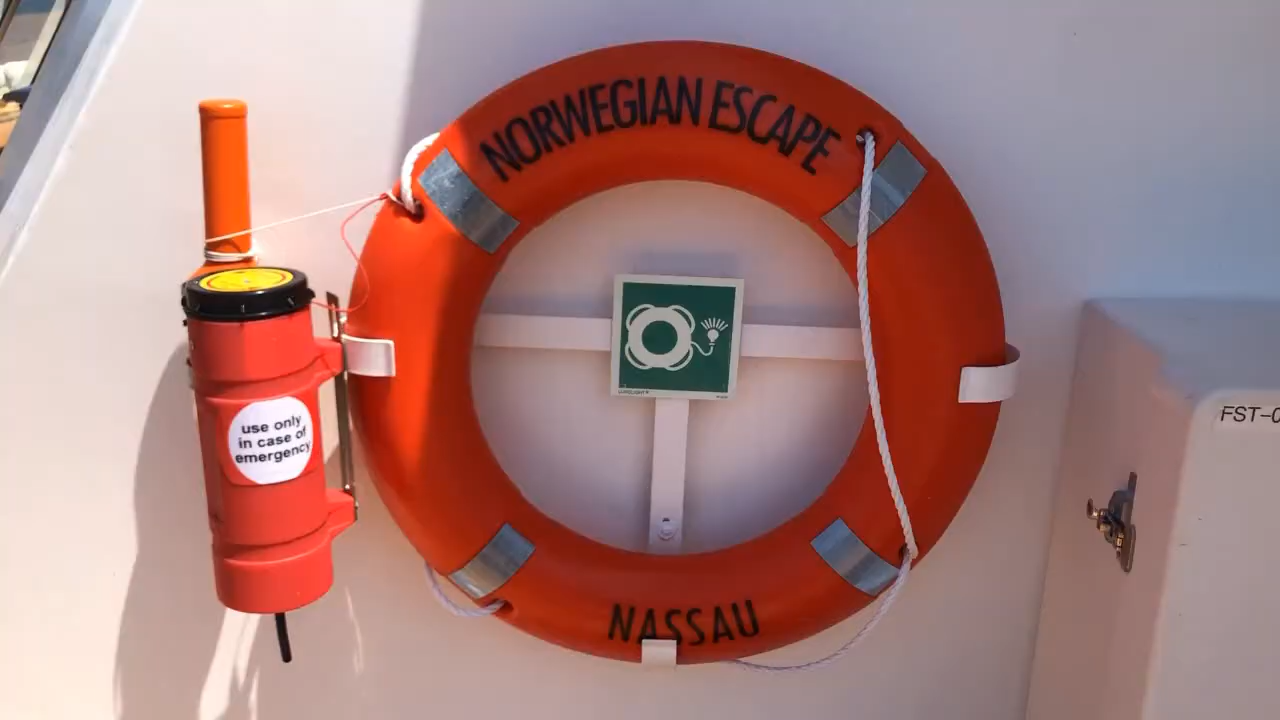 NORWEGIAN ESCAPE
use only
in case of
emergency
NASSAU
FST-0